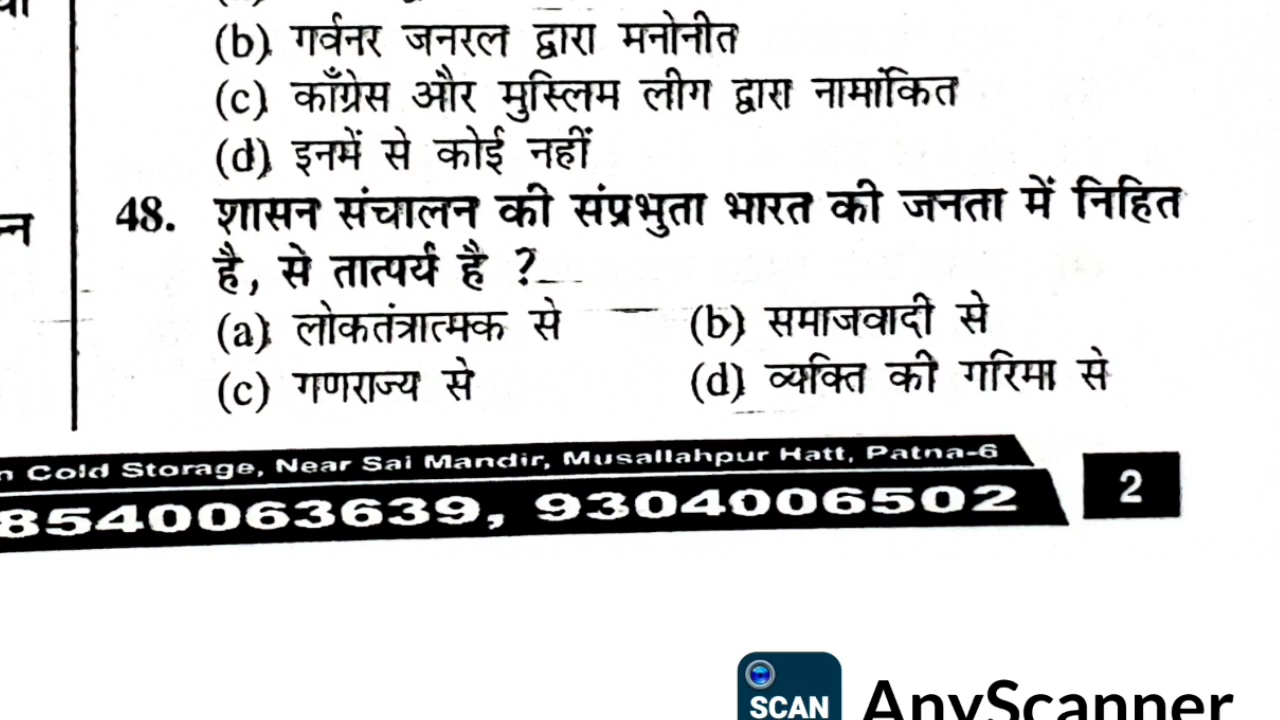 (b) गर्वनर जनरल द्वारा मनोनीत
(c) काँग्रेस और मुस्लिम लीग द्वारा नामांकित
(d) इनमें से कोई नहीं
48. शासन संचालन की संप्रभुता भारत की जनता में निहित
है, से तात्पर्य है ?
(a) लोकतंत्रात्मक से (b) समाजवादी से
(c) गणराज्य से (d) व्यक्ति की गरिमा से
Cold Storage, Near Sai Mandir, Musallahpur Hatt, Patna-6
8540063639, 9304006502 2
SCAN AnyScanner